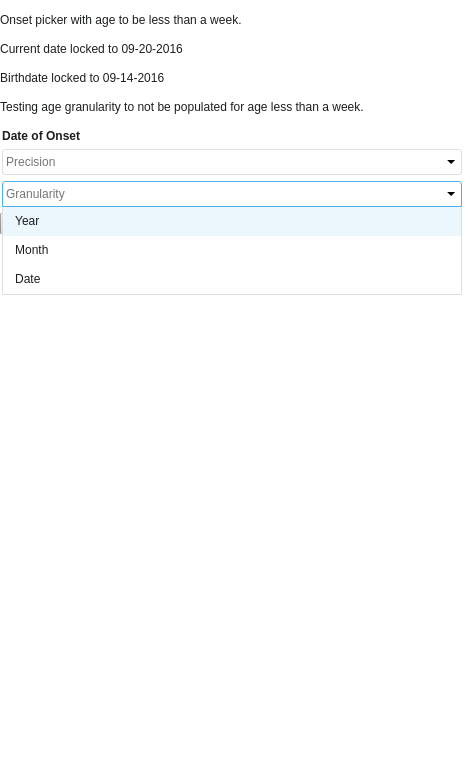 Onset picker with age to be less than a week.
Current date locked to 09-20-2016
Birthdate locked to 09-14-2016
Testing age granularity to not be populated for age less than a week.
Date of Onset
Precision
Granularity
Year
Month
Date